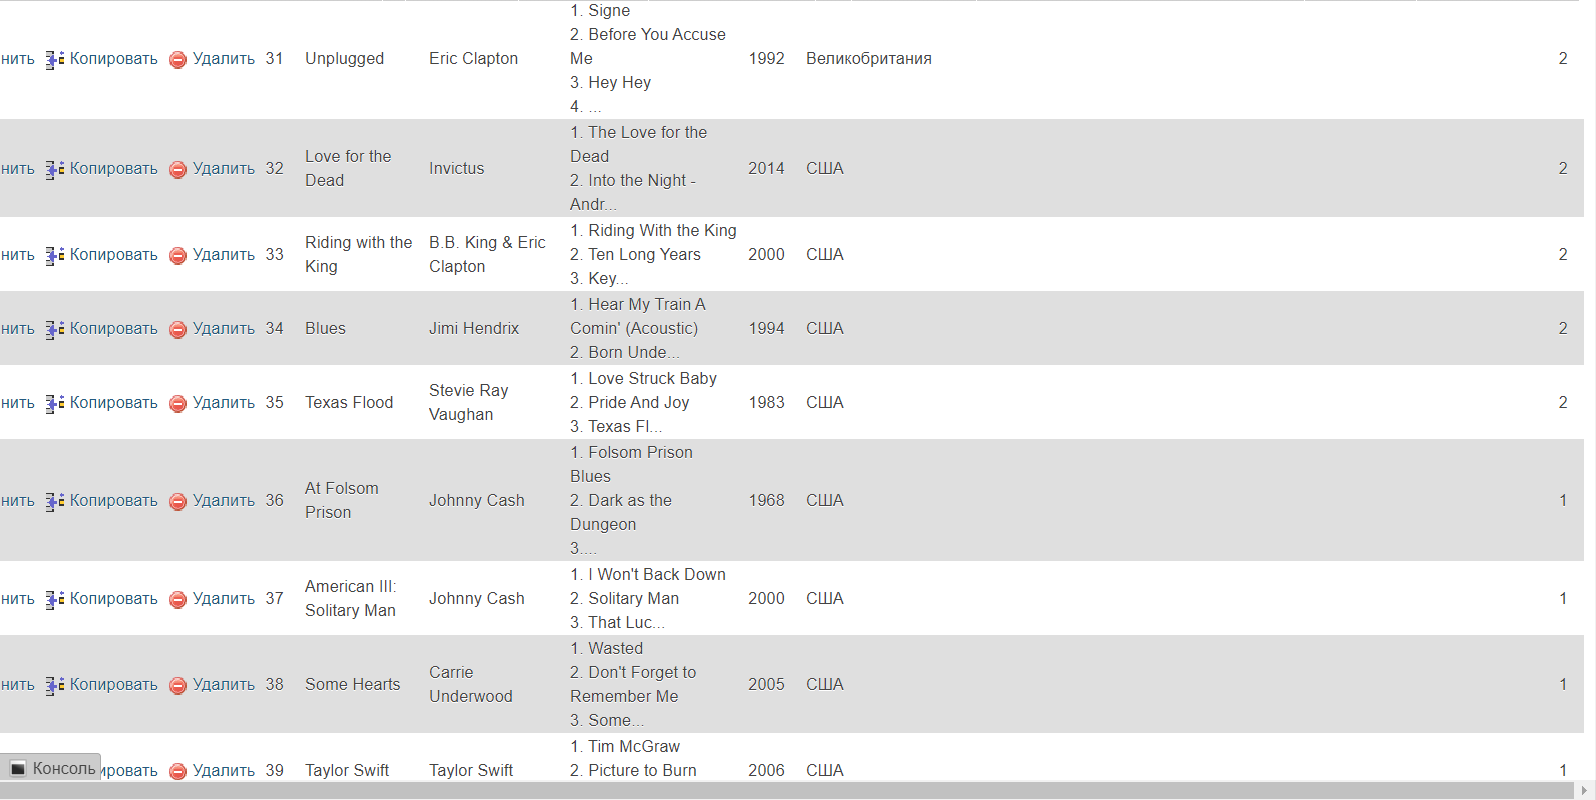 1. Signe
2. Before You Accuse
нить Копировать Удалить 31 Unplugged Eric Clapton Me 1992 Великобритания 2
3. Hey Hey
4. ...
1. The Love for the
Love for the Dead
нить Копировать Удалить 32 Invictus 2014 США 2
Dead 2. Into the Night -
Andr...
1. Riding With the King
Riding with the B.B. King & Eric
нить Копировать Удалить 33 2. Ten Long Years 2000 США 2
King Clapton
3. Key...
1. Hear My Train A
нить Копировать Удалить 34 Blues Jimi Hendrix Comin' (Acoustic) 1994 США 2
2. Born Unde...
1. Love Struck Baby
Stevie Ray
нить Копировать Удалить 35 Texas Flood 2. Pride And Joy 1983 США 2
Vaughan
3. Texas Fl...
1. Folsom Prison
Blues
At Folsom
нить Копировать Удалить 36 Johnny Cash 2. Dark as the 1968 США 1
Prison
Dungeon
3....
1. I Won't Back Down
American III:
нить Копировать Удалить 37 Johnny Cash 2. Solitary Man 2000 США 1
Solitary Man
3. That Luc...
1. Wasted
Carrie 2. Don't Forget to
нить Копировать Удалить 38 Some Hearts 2005 США 1
Underwood Remember Me
3. Some...
1. Tim McGraw
Консоль ировать Удалить 39 Taylor Swift Taylor Swift 2. Picture to Burn 2006 США 1